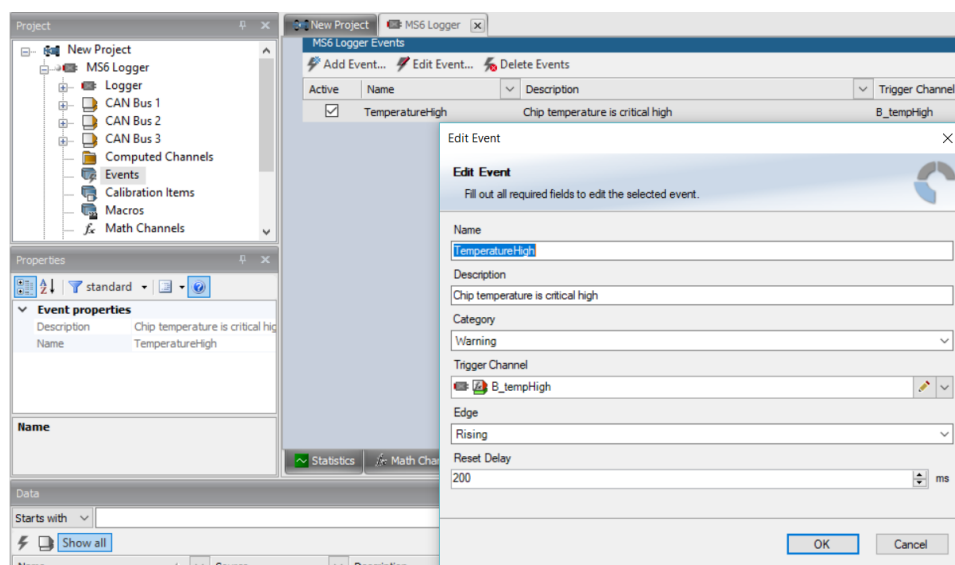 Project
New Project
MS6 Logger
Logger
CAN Bus 1
CAN Bus 2
CAN Bus 3
Computed Channels
Events
Calibration Items
Macros
fx Math Channels
Properties
standard
Event properties
Description Chip temperature is critical hig
Name TemperatureHigh
Name
Data
Starts with
Show all
New Project MS6 Logger
MS6 Logger Events
Add Event... Edit Event... Delete Events
Active Name Description Trigger Channel
TemperatureHigh Chip temperature is critical high B_tempHigh
Statistics fx Math Cha
Edit Event
Edit Event
Fill out all required fields to edit the selected event.
Name
TemperatureHigh
Description
Chip temperature is critical high
Category
Warning
Trigger Channel
B_tempHigh
Edge
Rising
Reset Delay
200 ms
OK Cancel